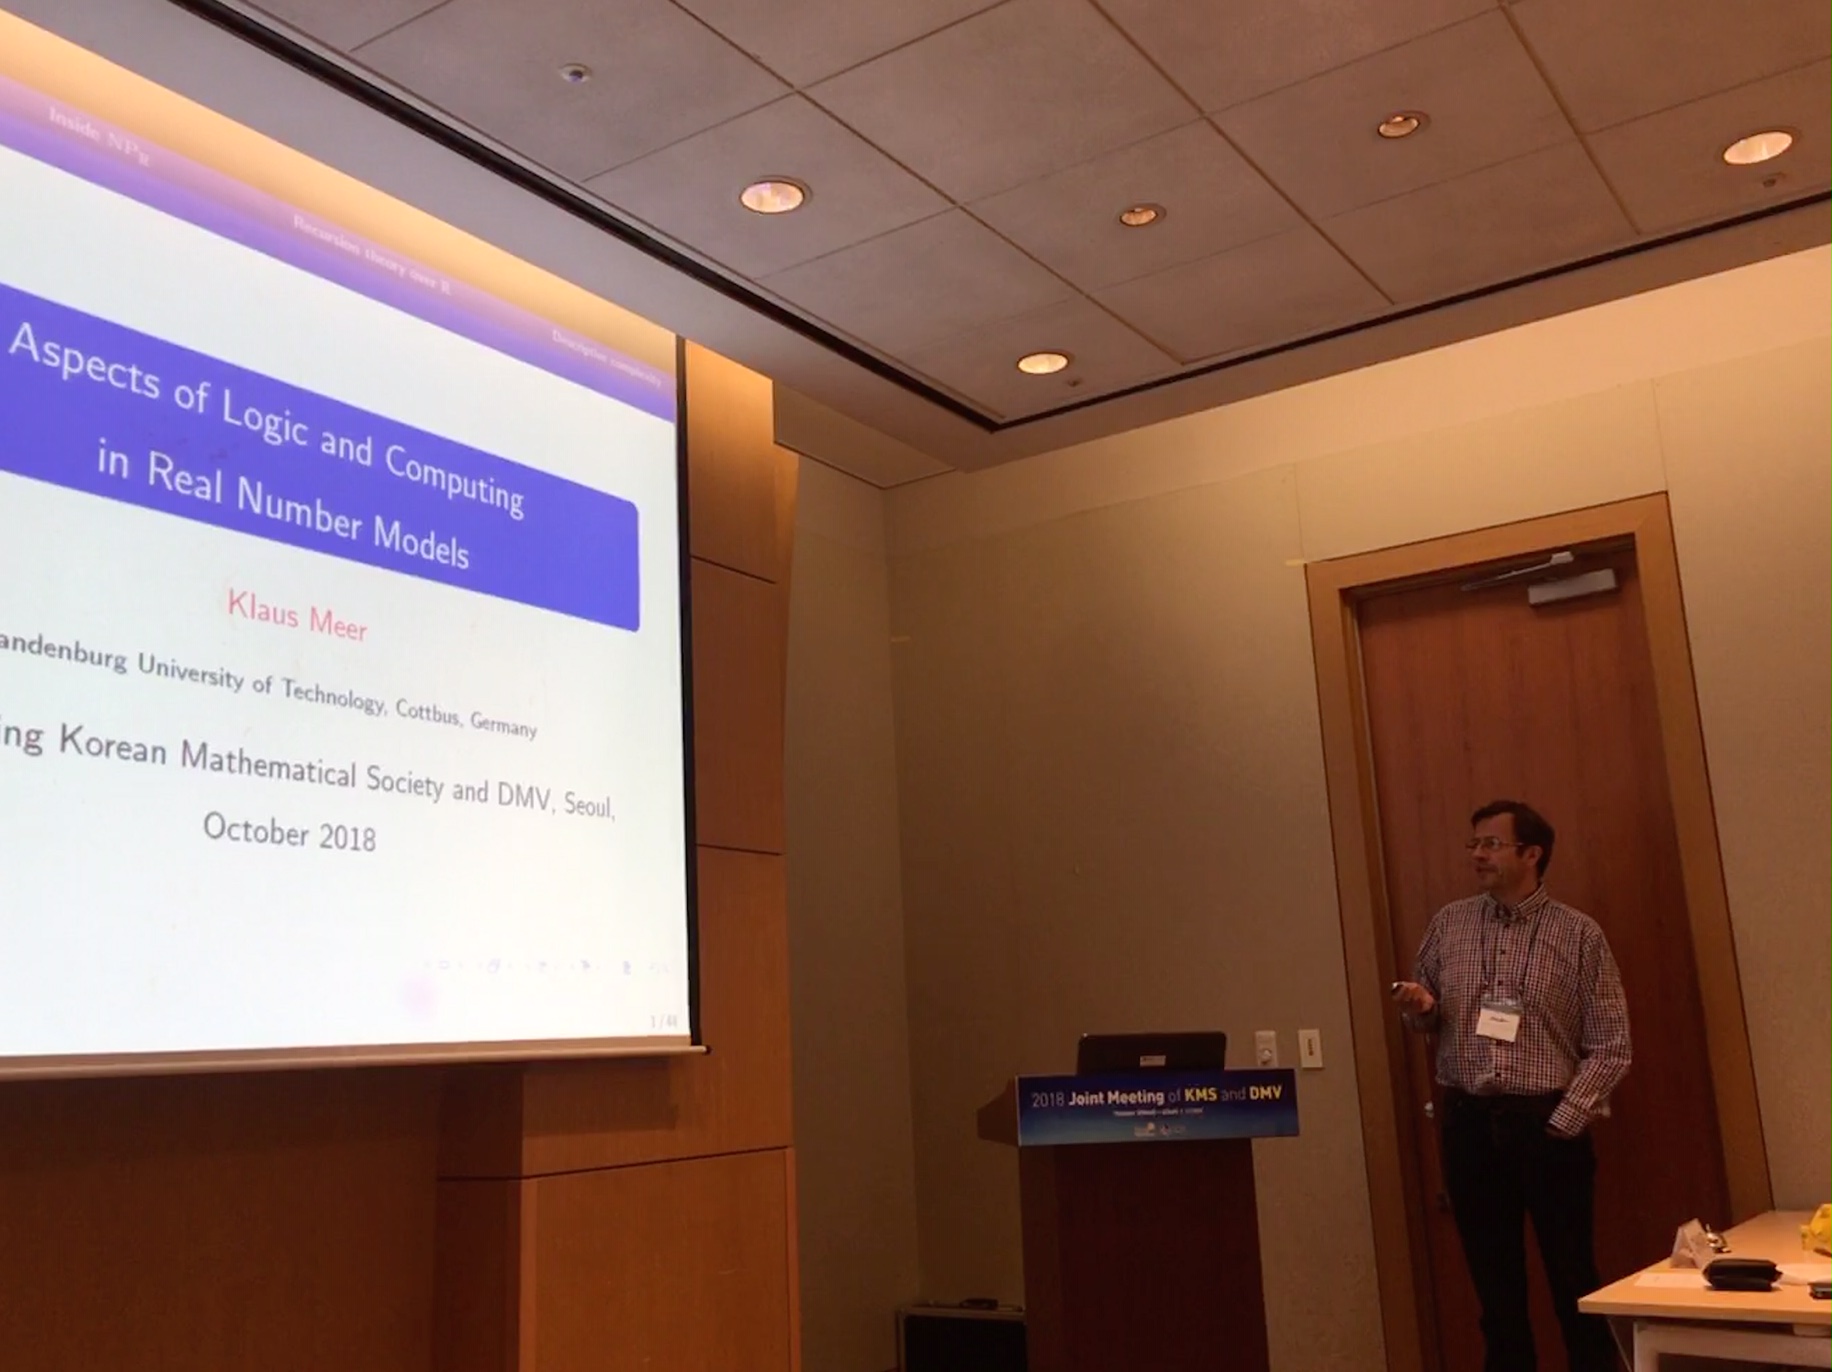 Inside NPR
Recursion theory over R
Descriptive complexity
Aspects of Logic and Computing
in Real Number Models
Klaus Meer
andenburg University of Technology, Cottbus, Germany
ing Korean Mathematical Society and DMV, Seoul,
October 2018
2018 Joint Meeting of KMS and DMV